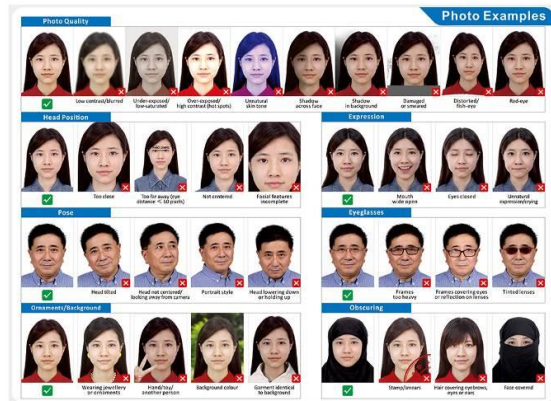 Photo Examples
Photo Quality
Low contrast/blurred
Under-exposed/
low-saturated
Over-exposed/
high contrast (hot spots)
Unnatural
skin tone
Shadow
across face
Shadow
in background
Damaged
or smeared
Distorted/
fish-eye
Red-eye
Head Position
Too close
Too far away (eye
distance < 50 pixels)
Not centered
Facial features
incomplete
Expression
Mouth
wide open
Eyes closed
Unnatural
expression/crying
Pose
Head tilted
Head not centered/
looking away from camera
Portrait style
Head lowering down
or holding up
Eyeglasses
Frames
too heavy
Frames covering eyes
or reflection on lenses
Tinted lenses
Ornaments/Background
Wearing jewellery
or ornaments
Hand/toy/
another person
Background colour
Garment identical
to background
Obscuring
Stamp/smears
Hair covering eyebrows,
eyes or ears
Face covered